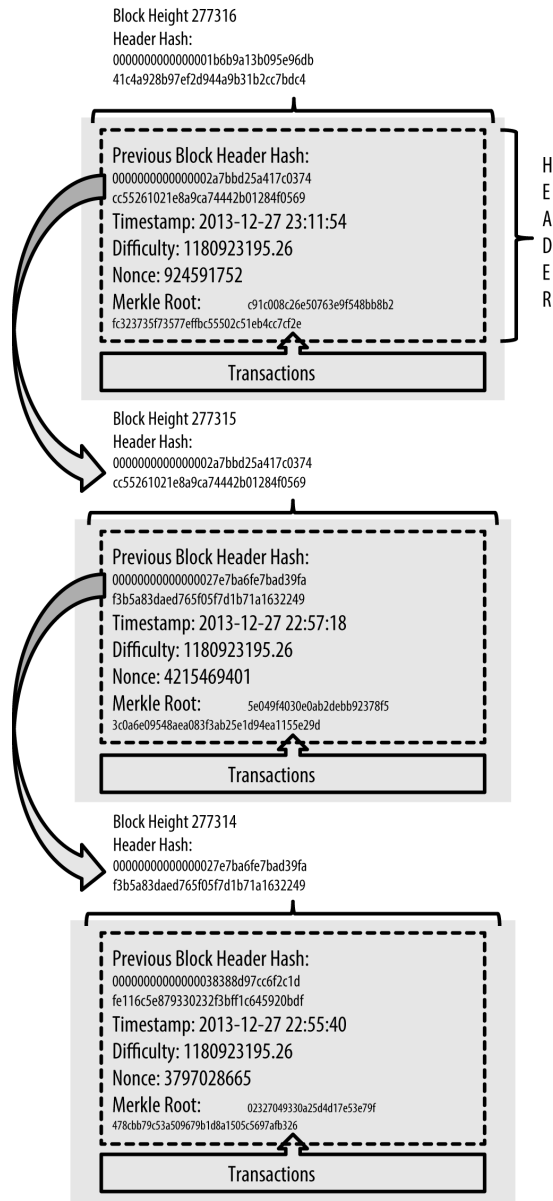 Block Height 277316
Header Hash:
0000000000000001b6b9a13b095e96db
41c4a928b97ef2d944a9b31b2cc7bdc4
Previous Block Header Hash:
0000000000000002a7bbd25a417c0374
cc55261021e8a9ca74442b01284f0569
Timestamp: 2013-12-27 23:11:54
Difficulty: 1180923195.26
Nonce: 924591752
Merkle Root: c91c008c26e50763e9f548bb8b2
fc323735f73577effbc55502c51eb4cc7cf2e
Transactions
HEADER
Block Height 277315
Header Hash:
0000000000000002a7bbd25a417c0374
cc55261021e8a9ca74442b01284f0569
Previous Block Header Hash:
00000000000000027e7ba6fe7bad39fa
f3b5a83daed765f05f7d1b71a1632249
Timestamp: 2013-12-27 22:57:18
Difficulty: 1180923195.26
Nonce: 4215469401
Merkle Root: 5e049f4030e0ab2debb92378f5
3c0a6e09548aea083f3ab25e1d94ea1155e29d
Transactions
Block Height 277314
Header Hash:
00000000000000027e7ba6fe7bad39fa
f3b5a83daed765f05f7d1b71a1632249
Previous Block Header Hash:
00000000000000038388d97cc6f2c1d
fe116c5e879330232f3bff1c645920bdf
Timestamp: 2013-12-27 22:55:40
Difficulty: 1180923195.26
Nonce: 3797028665
Merkle Root: 02327049330a25d4d17e53e79f
478cbb79c53a509679b1d8a1505c5697afb326
Transactions